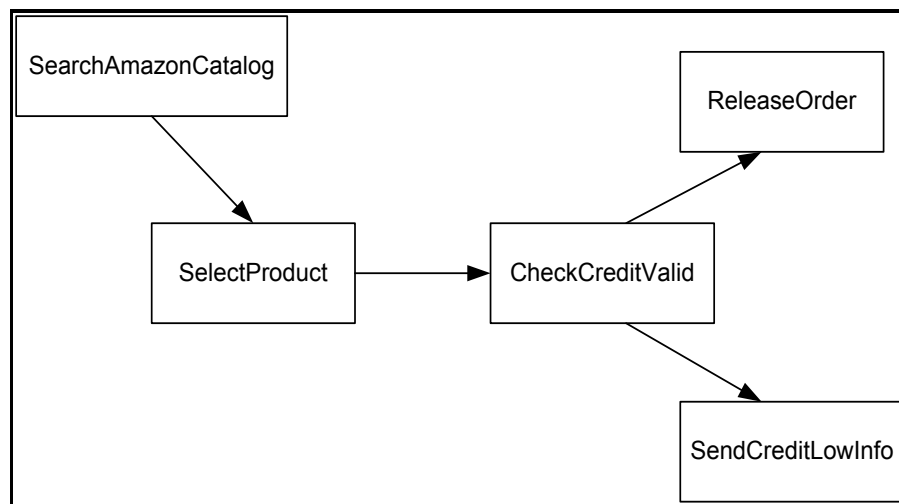 SearchAmazonCatalog
ReleaseOrder
SelectProduct
CheckCreditValid
SendCreditLowInfo